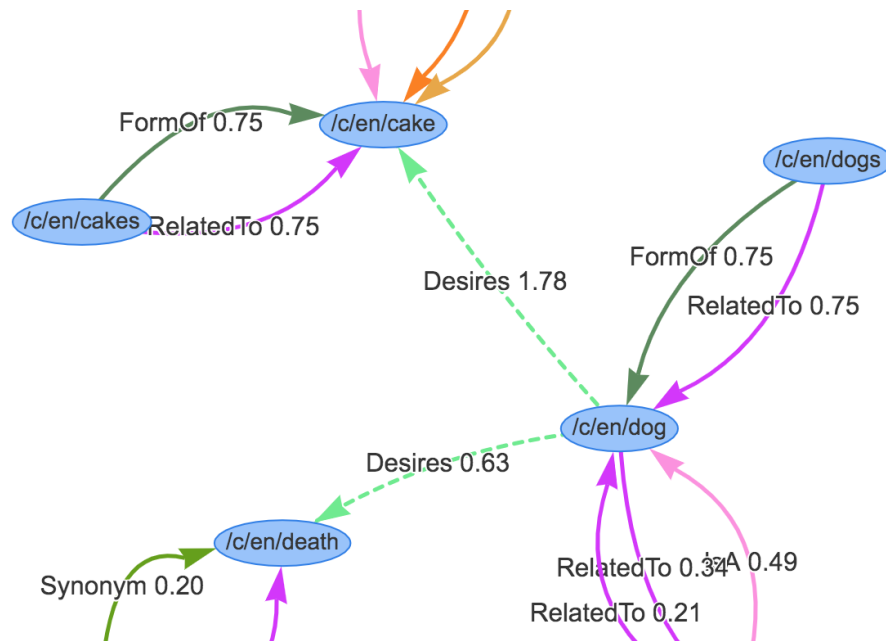 FormOf 0.75
/c/en/cake
/c/en/dogs
/c/en/cakes
RelatedTo 0.75
FormOf 0.75
Desires 1.78
RelatedTo 0.75
/c/en/dog
Desires 0.63
/c/en/death
Synonym 0.20
RelatedTo 0.34
IsA 0.49
RelatedTo 0.21